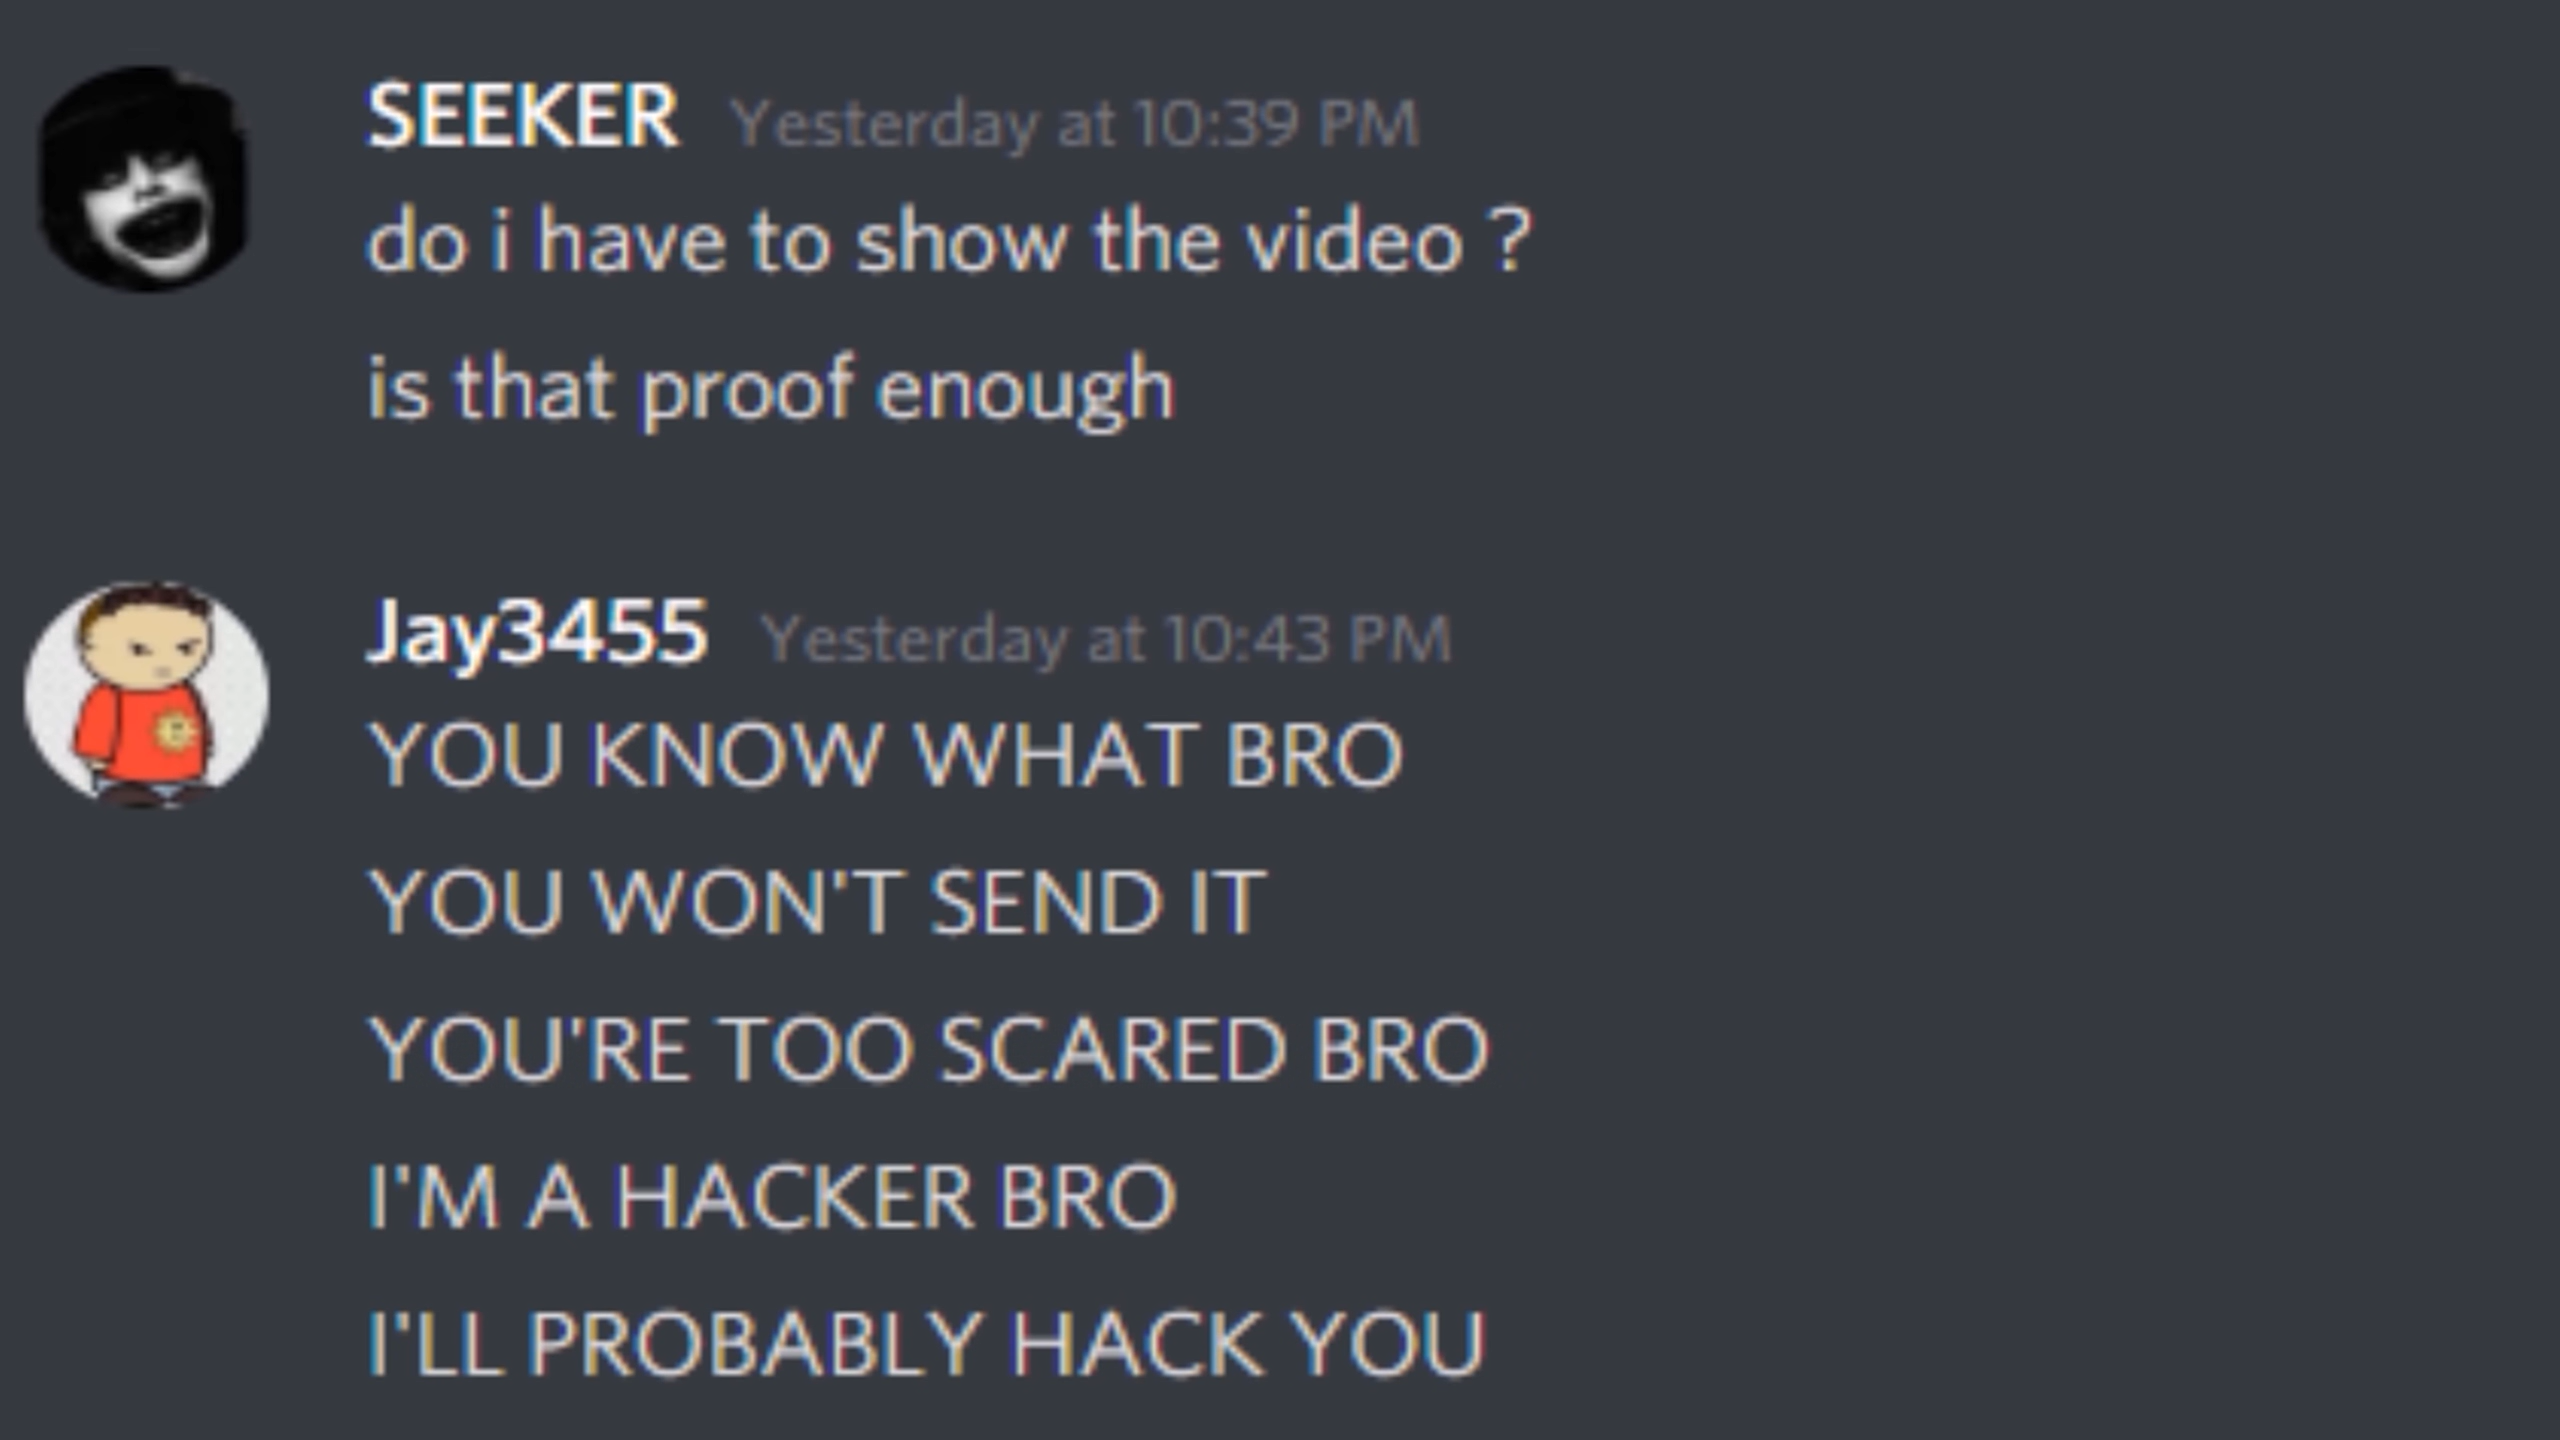 SEEKER Yesterday at 10:39 PM
do i have to show the video ?
is that proof enough
Jay3455 Yesterday at 10:43 PM
YOU KNOW WHAT BRO
YOU WON'T SEND IT
YOU'RE TOO SCARED BRO
I'M A HACKER BRO
I'LL PROBABLY HACK YOU